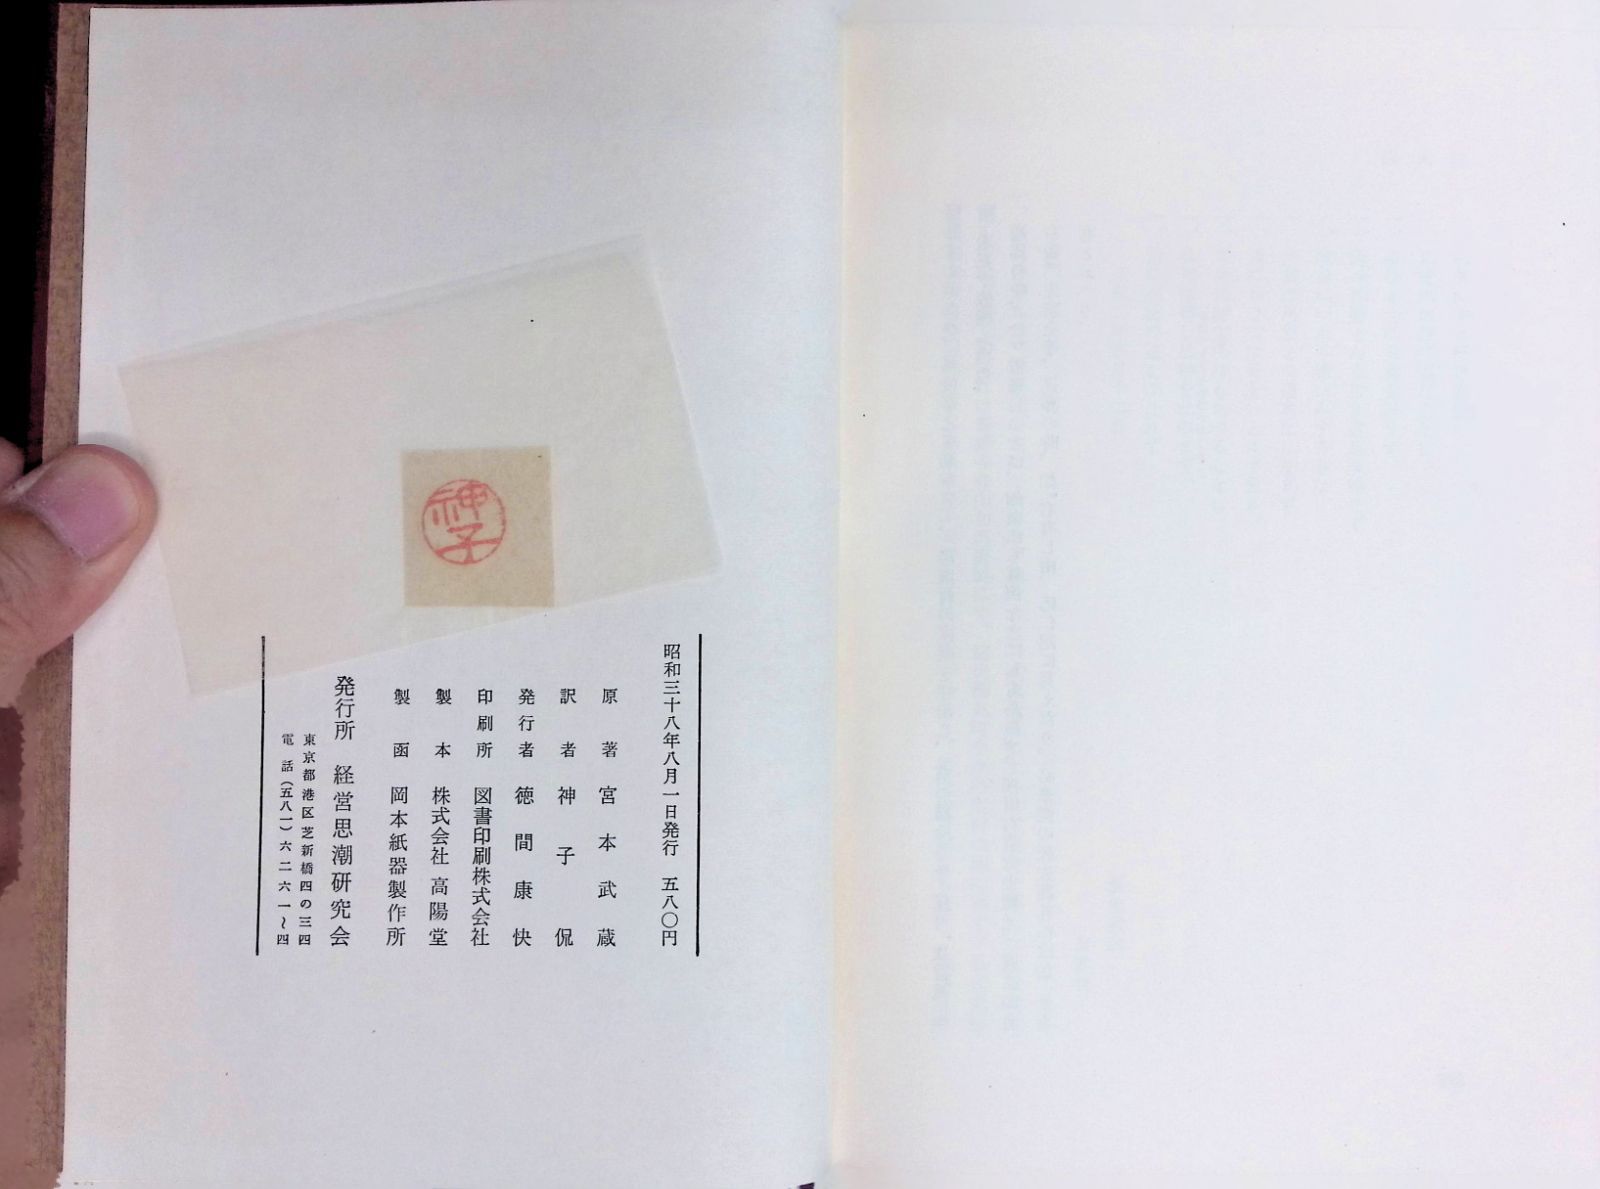 神子
昭和三十八年八月一日発行 五八〇円
原著 宮本武蔵
訳者 神子侃
発行者 徳間康快
印刷所 図書印刷株式会社
製本 株式会社高陽堂
製函 岡本紙器製作所
発行所 経営思潮研究会
東京都港区芝新橋四の三四
電話(五八一)六二六一~四